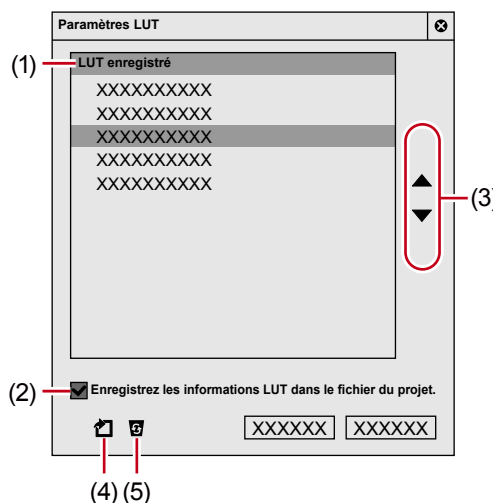 Paramètres LUT
(1)
LUT enregistré
XXXXXXXXXX
XXXXXXXXXX
XXXXXXXXXX
XXXXXXXXXX
XXXXXXXXXX
(3)
(2)
Enregistrez les informations LUT dans le fichier du projet.
XXXXXX XXXXXX
(4) (5)